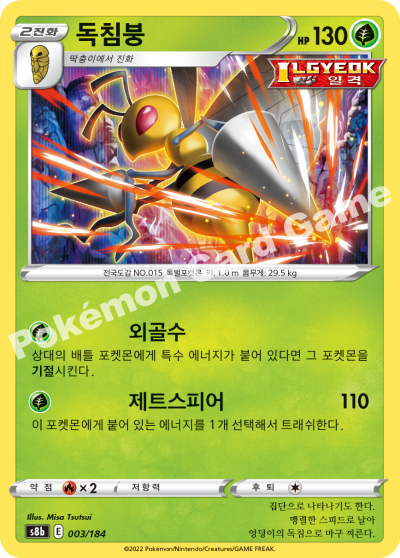 2진화 독침붕 HP 130
딱충이에서 진화
ILGYEOK
일격
전국도감 NO.015 독벌포켓몬 키: 1.0 m 몸무게: 29.5 kg
Pokémon Card Game
외골수
상대의 배틀 포켓몬에게 특수 에너지가 붙어 있다면 그 포켓몬을
기절시킨다.
제트스피어 110
이 포켓몬에게 붙어 있는 에너지를 1개 선택해서 트래쉬한다.
약점 ×2 저항력 후퇴
Illus. Misa Tsutsui
s8b E 003/184
집단으로 나타나기도 한다.
맹렬한 스피드로 날아
엉덩이의 독침으로 마구 찌른다.
©2022 Pokémon/Nintendo/Creatures/GAME FREAK.